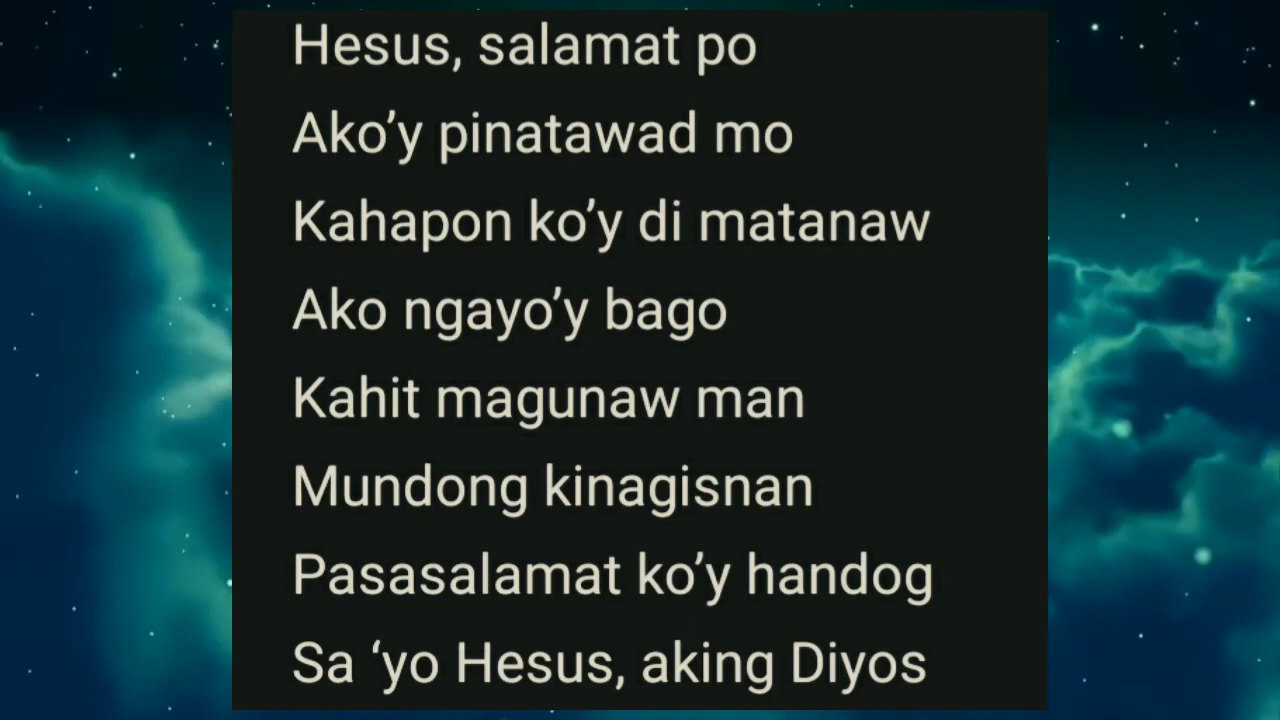 Hesus, salamat po
Ako’y pinatawad mo
Kahapon ko’y di matanaw
Ako ngayo’y bago
Kahit magunaw man
Mundong kinagisnan
Pasasalamat ko’y handog
Sa ‘yo Hesus, aking Diyos